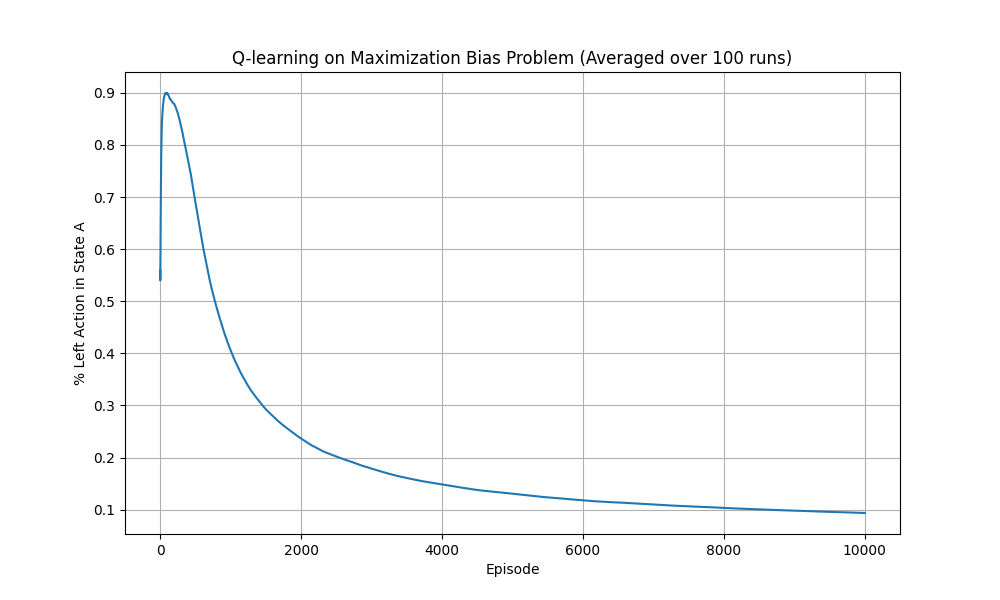 Q-learning on Maximization Bias Problem (Averaged over 100 runs)
% Left Action in State A
0.9
0.8
0.7
0.6
0.5
0.4
0.3
0.2
0.1
0 2000 4000 6000 8000 10000
Episode